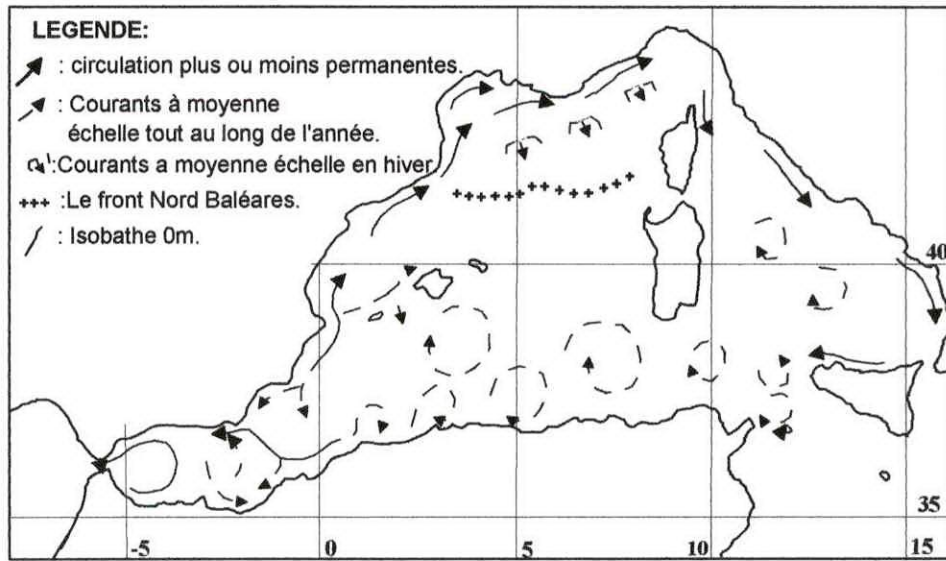 LEGENDE:
: circulation plus ou moins permanentes.
: Courants à moyenne
échelle tout au long de l'année.
:Courants a moyenne échelle en hiver
+++ :Le front Nord Baléares.
: Isobathe 0m.
40
35
-5
0
5
10
15